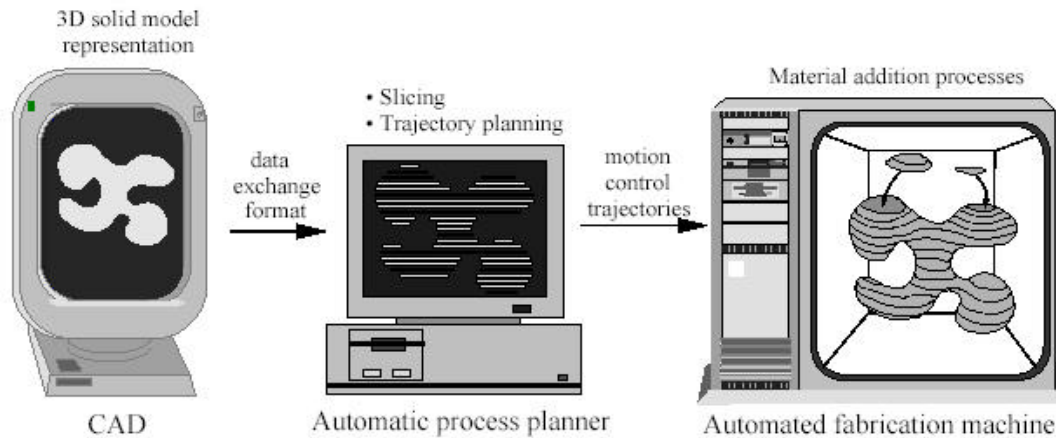 3D solid model
representation
CAD
data
exchange
format
• Slicing
• Trajectory planning
Automatic process planner
motion
control
trajectories
Material addition processes
Automated fabrication machine